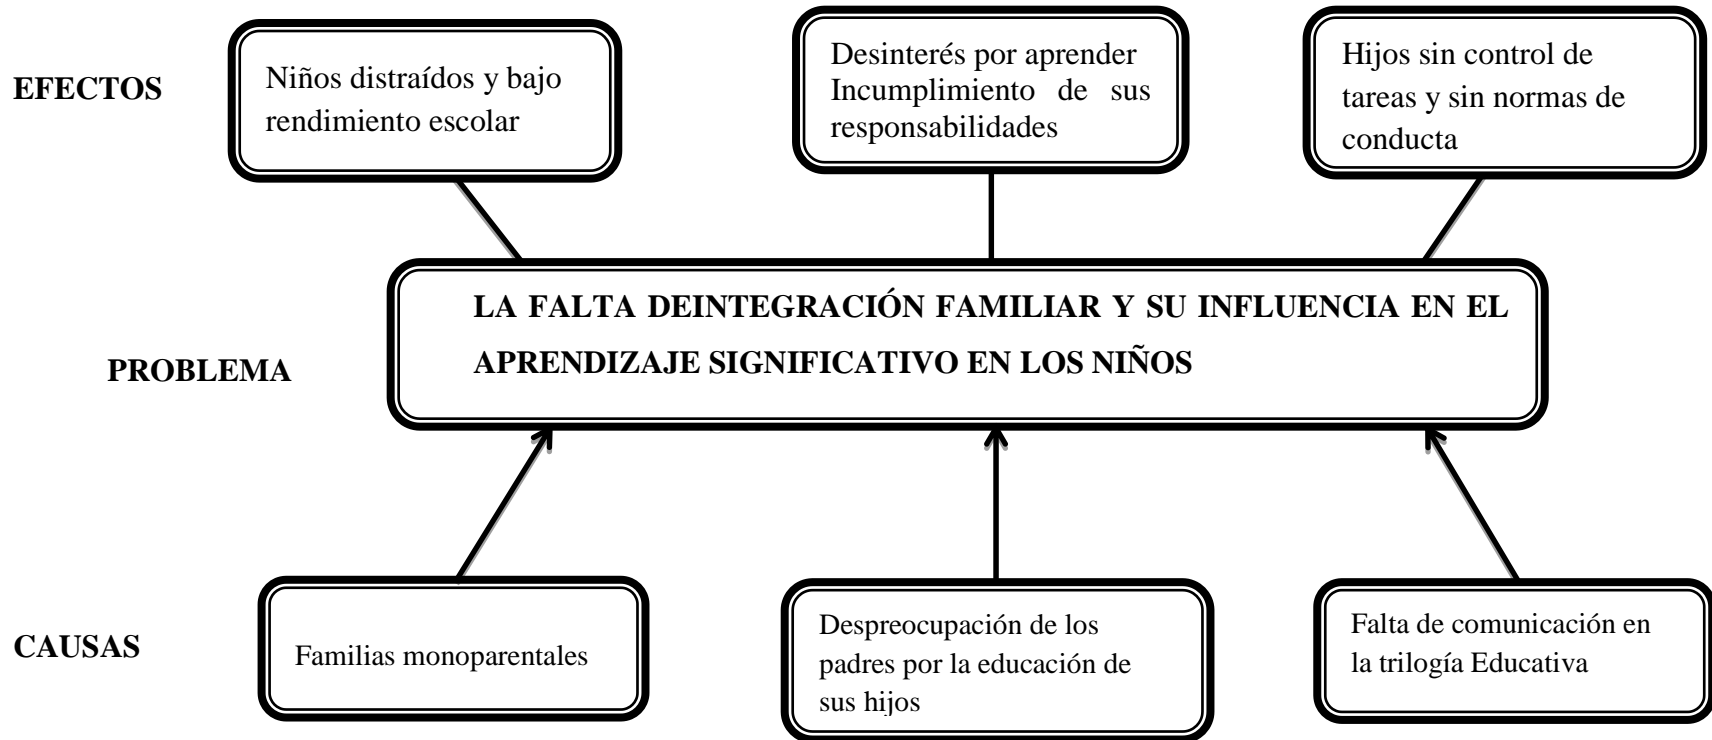 EFECTOS
Niños distraídos y bajo
rendimiento escolar
Desinterés por aprender
Incumplimiento de sus
responsabilidades
Hijos sin control de
tareas y sin normas de
conducta
PROBLEMA
LA FALTA DEINTEGRACIÓN FAMILIAR Y SU INFLUENCIA EN EL
APRENDIZAJE SIGNIFICATIVO EN LOS NIÑOS
CAUSAS
Familias monoparentales
Despreocupación de los
padres por la educación de
sus hijos
Falta de comunicación en
la trilogía Educativa